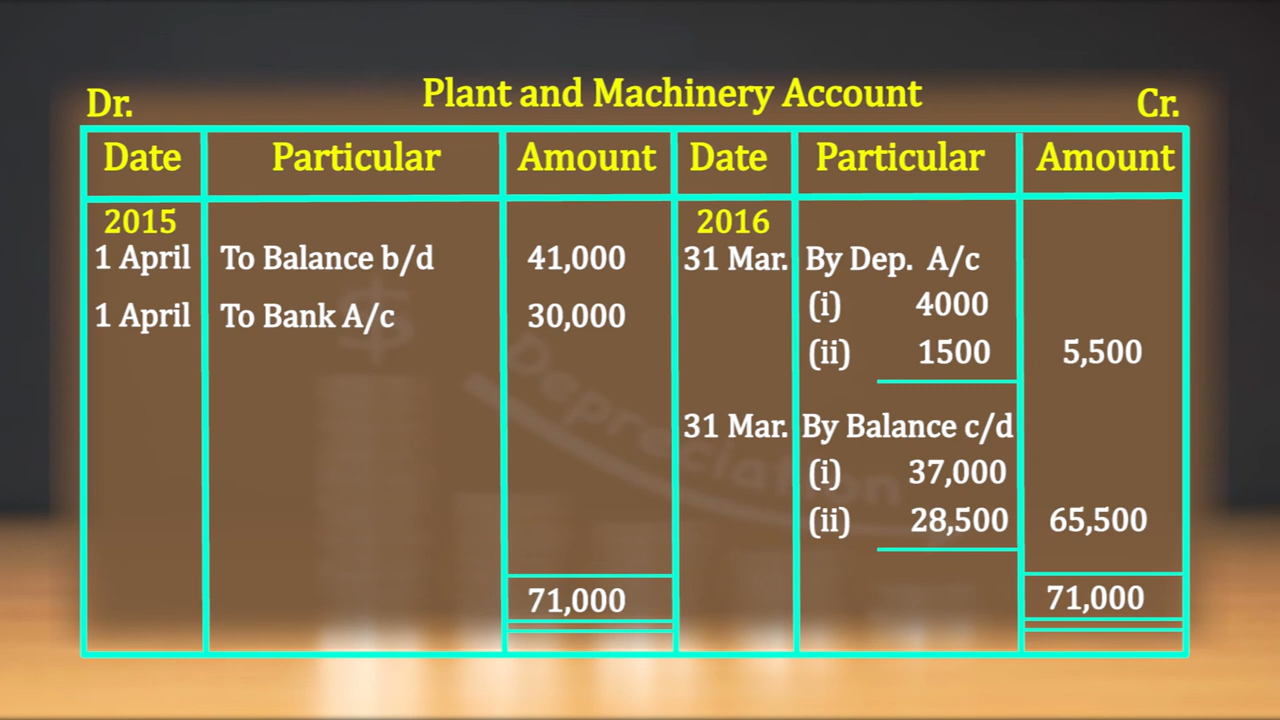 Plant and Machinery Account
Dr.
Cr.
Date Particular Amount Date Particular Amount
2015 2016
1 April To Balance b/d 41,000 31 Mar. By Dep. A/c
1 April To Bank A/c 30,000 (i) 4000
(ii) 1500 5,500
31 Mar. By Balance c/d
(i) 37,000
(ii) 28,500 65,500
71,000 71,000
$
Depreciation